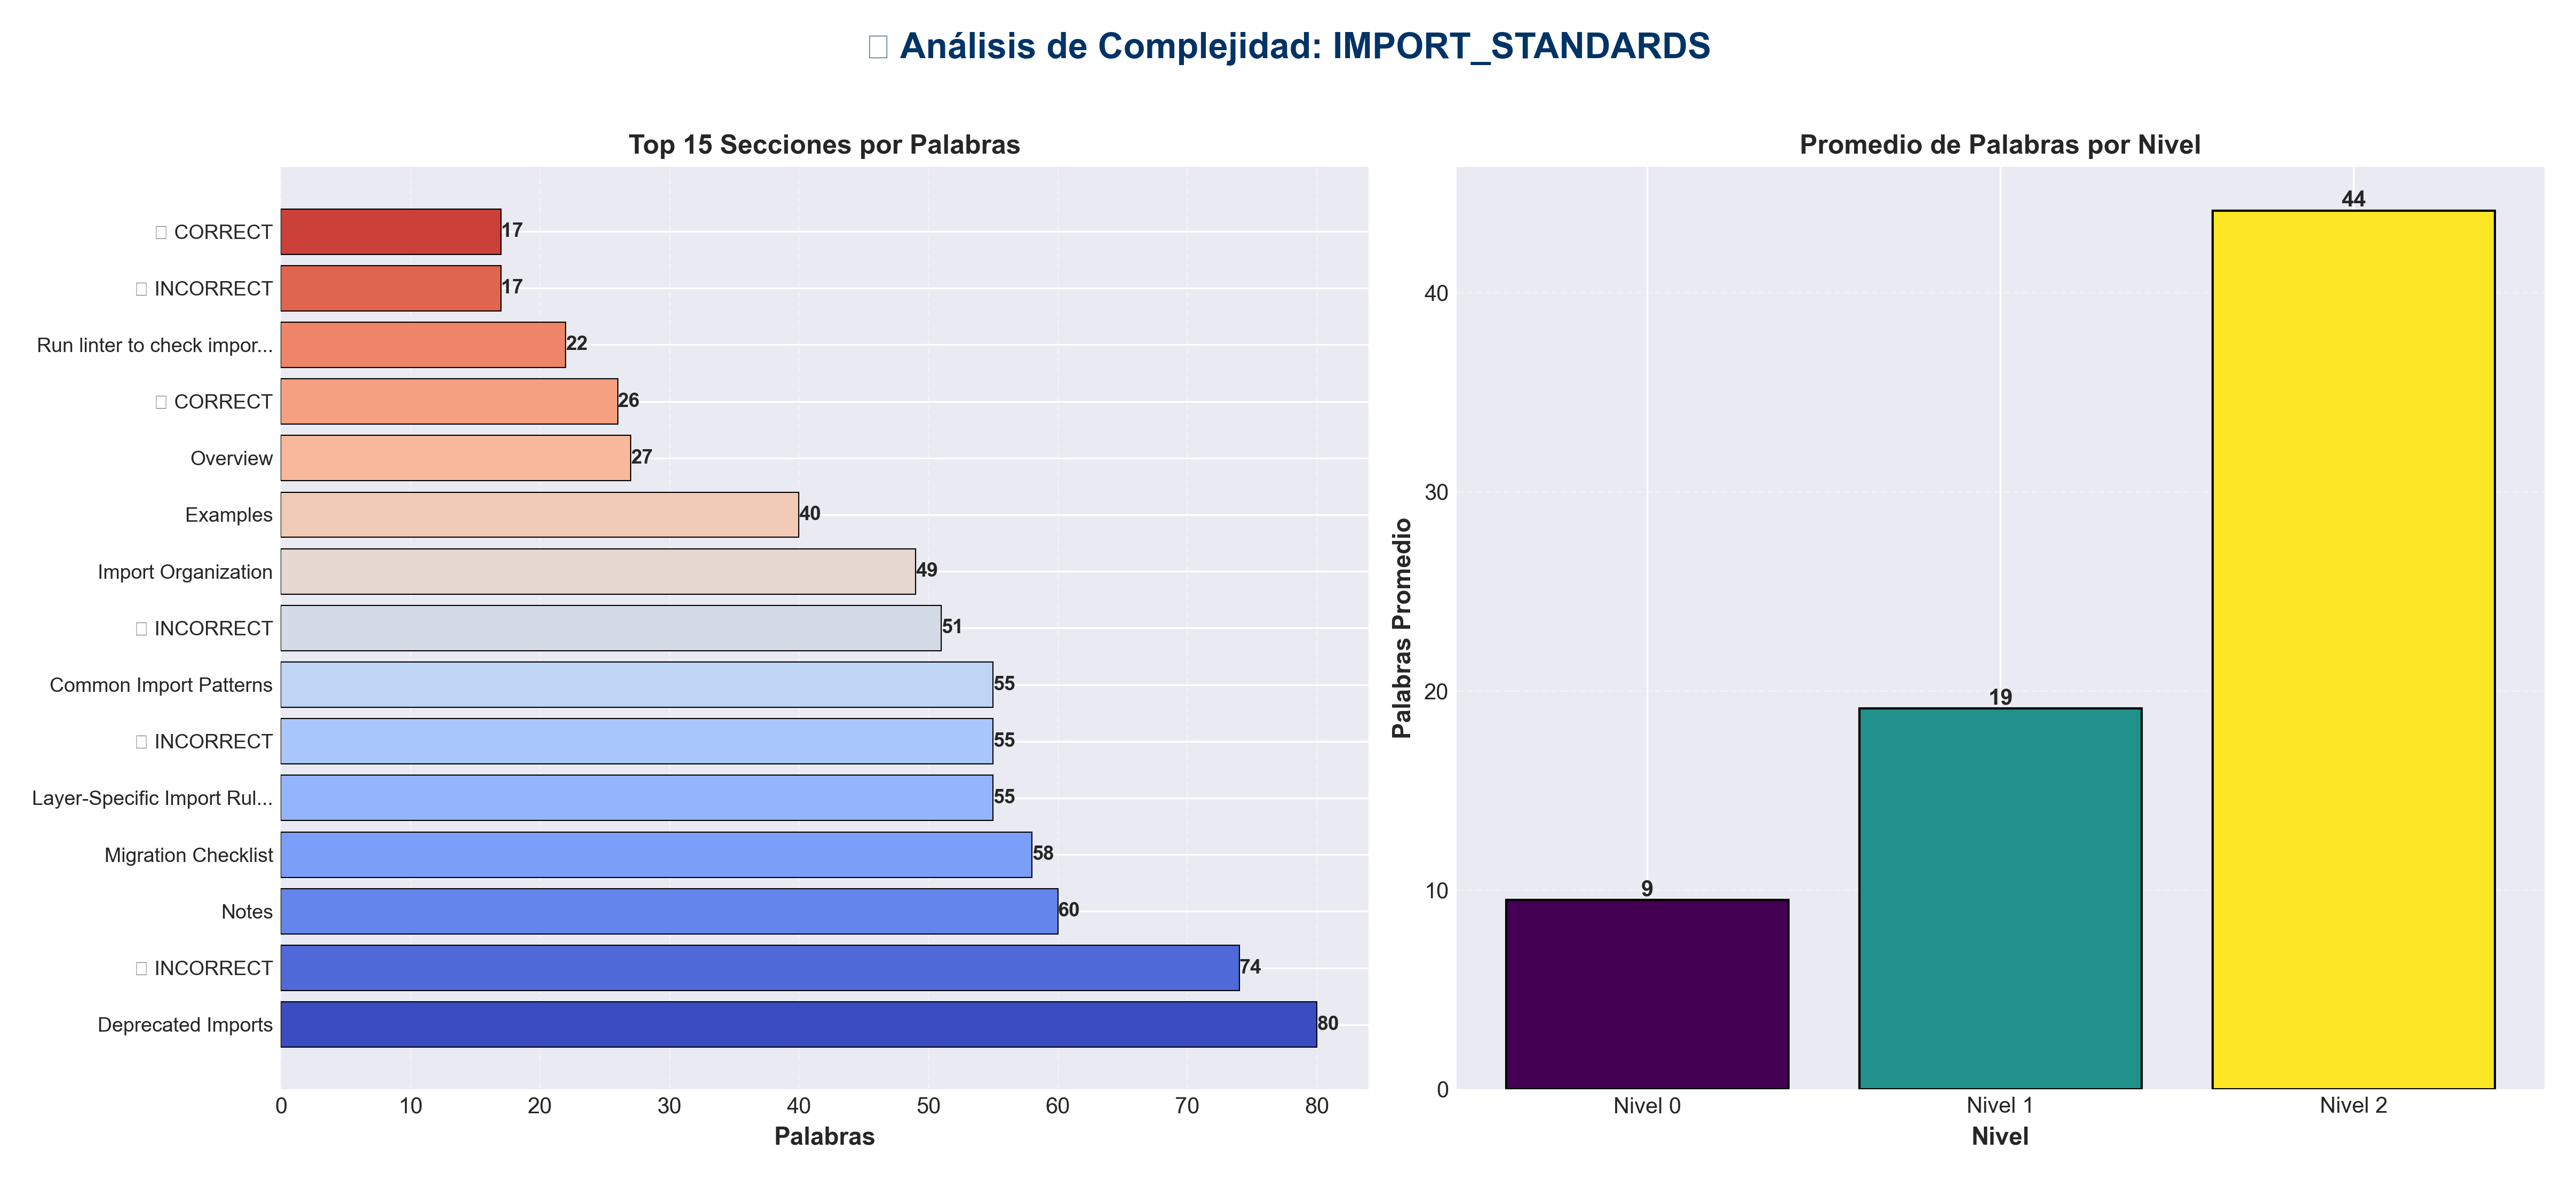 Análisis de Complejidad: IMPORT_STANDARDS
Top 15 Secciones por Palabras
CORRECT 17
INCORRECT 17
Run linter to check impor... 22
CORRECT 26
Overview 27
Examples 40
Import Organization 49
INCORRECT 51
Common Import Patterns 55
INCORRECT 55
Layer-Specific Import Rul... 55
Migration Checklist 58
Notes 60
INCORRECT 74
Deprecated Imports 80
0 10 20 30 40 50 60 70 80
Palabras
Promedio de Palabras por Nivel
Palabras Promedio
40
30
20
10
0
9
19
44
Nivel 0 Nivel 1 Nivel 2
Nivel